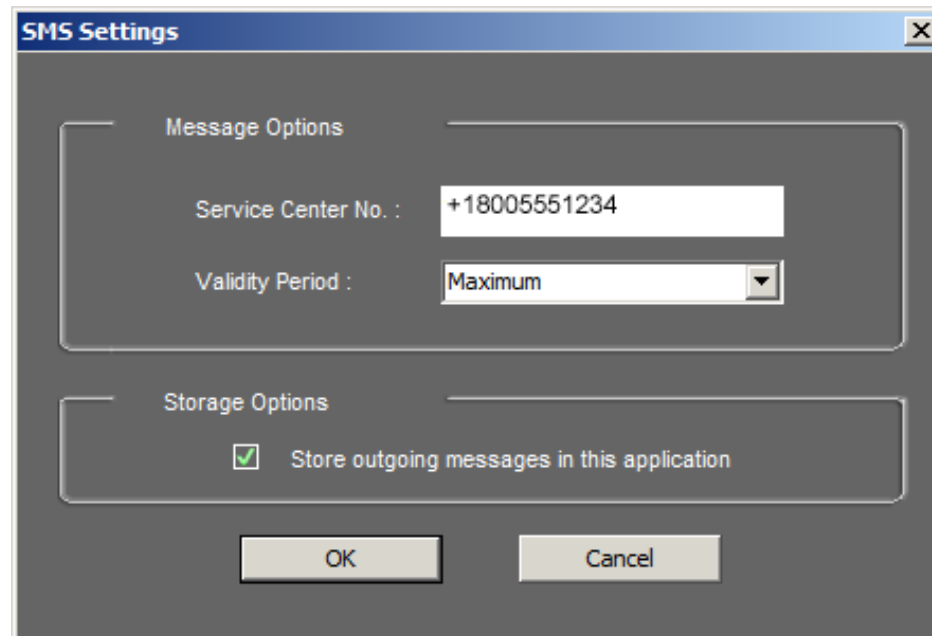 SMS Settings
Message Options
Service Center No. : +18005551234
Validity Period : Maximum
Storage Options
Store outgoing messages in this application
OK Cancel